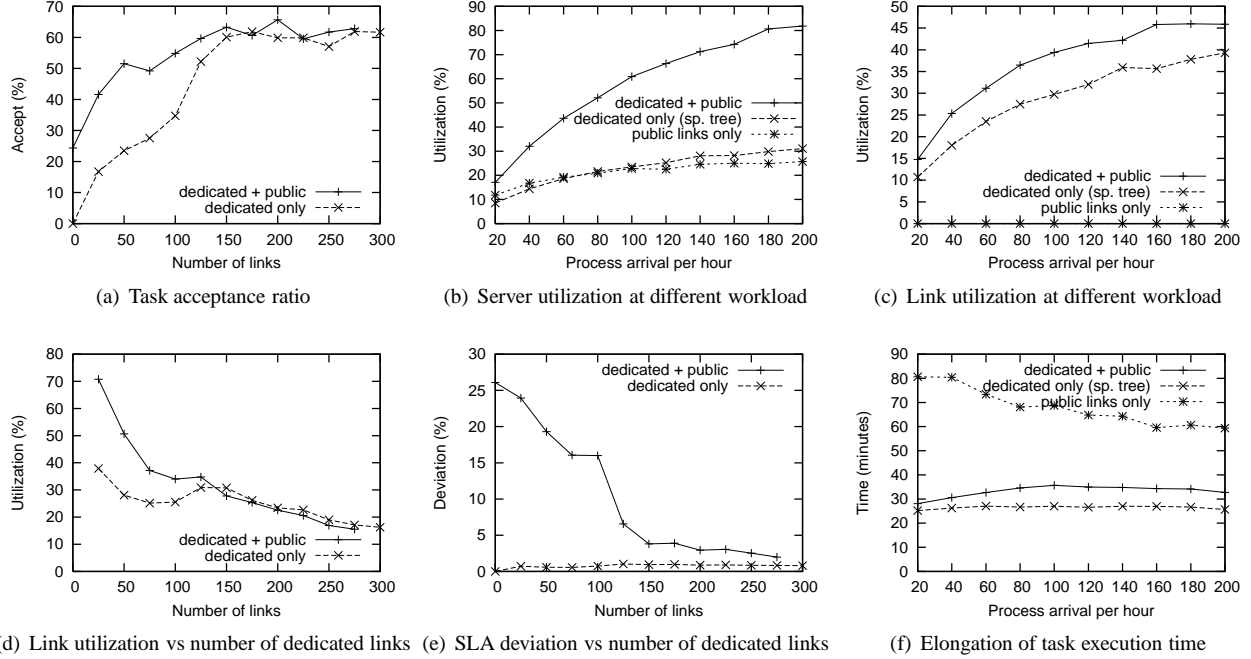 70
60
50
40
30
20
10
0
Accept (%)
0 50 100 150 200 250 300
Number of links
dedicated + public
dedicated only
(a) Task acceptance ratio
90
80
70
60
50
40
30
20
10
0
Utilization (%)
20 40 60 80 100 120 140 160 180 200
Process arrival per hour
dedicated + public
dedicated only (sp. tree)
public links only
(b) Server utilization at different workload
50
45
40
35
30
25
20
15
10
5
0
Utilization (%)
20 40 60 80 100 120 140 160 180 200
Process arrival per hour
dedicated + public
dedicated only (sp. tree)
public links only
(c) Link utilization at different workload
80
70
60
50
40
30
20
10
0
Utilization (%)
0 50 100 150 200 250 300
Number of links
dedicated + public
dedicated only
d) Link utilization vs number of dedicated links
30
25
20
15
10
5
0
Deviation (%)
0 50 100 150 200 250 300
Number of links
dedicated + public
dedicated only
(e) SLA deviation vs number of dedicated links
90
80
70
60
50
40
30
20
10
0
Time (minutes)
20 40 60 80 100 120 140 160 180 200
Process arrival per hour
dedicated + public
dedicated only (sp. tree)
public links only
(f) Elongation of task execution time